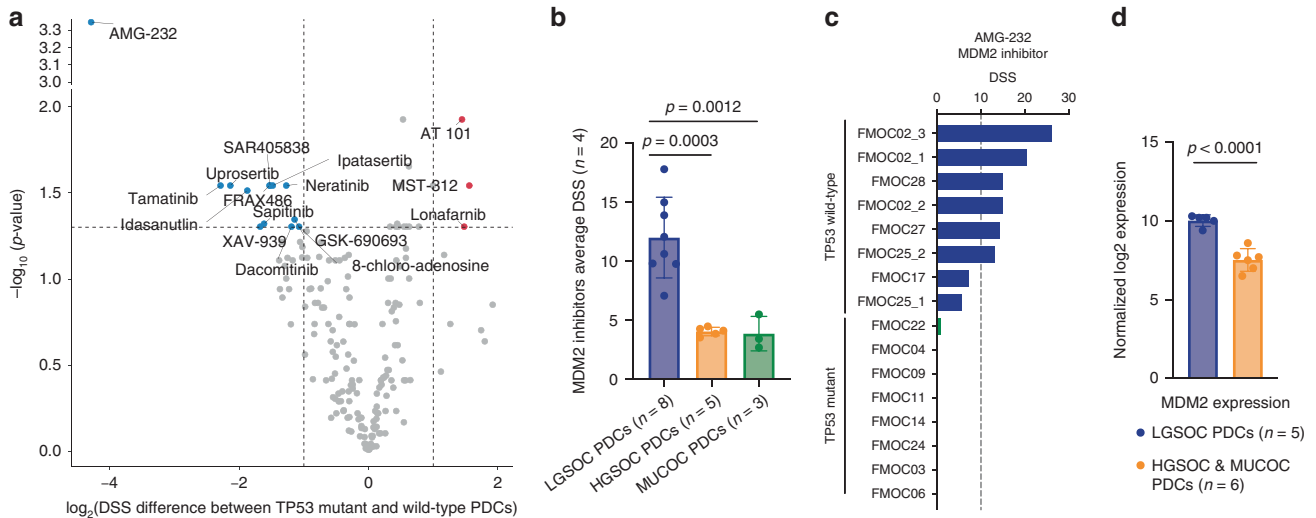 a
3.3
3.2
3.1
3.0
2.0
1.5
1.0
0.5
0.0
−log10 (p-value)
AMG-232
AT 101
SAR405838
Ipatasertib
Uprosertib
Neratinib
MST-312
Tamatinib
FRAX486
Idasanutlin
Sapitinib
Lonafarnib
XAV-939
GSK-690693
Dacomitinib
8-chloro-adenosine
−4
−2
0
2
log2(DSS difference between TP53 mutant and wild-type PDCs)
b
p = 0.0012
p = 0.0003
20
15
10
5
0
MDM2 inhibitors average DSS (n = 4)
LGSOC PDCs (n = 8)
HGSOC PDCs (n = 5)
MUCOC PDCs (n = 3)
c
AMG-232
MDM2 inhibitor
DSS
0 10 20 30
TP53 wild-type
FMOC02_3
FMOC02_1
FMOC28
FMOC02_2
FMOC27
FMOC25_2
FMOC17
FMOC25_1
TP53 mutant
FMOC22
FMOC04
FMOC09
FMOC11
FMOC14
FMOC24
FMOC03
FMOC06
d
p < 0.0001
15
10
5
0
Normalized log2 expression
MDM2 expression
LGSOC PDCs (n = 5)
HGSOC & MUCOC
PDCs (n = 6)